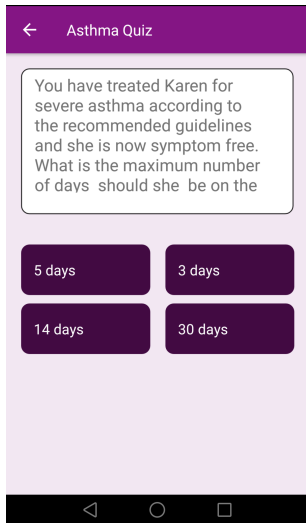 Asthma Quiz
You have treated Karen for
severe asthma according to
the recommended guidelines
and she is now symptom free.
What is the maximum number
of days  should she  be on the
5 days
3 days
14 days
30 days